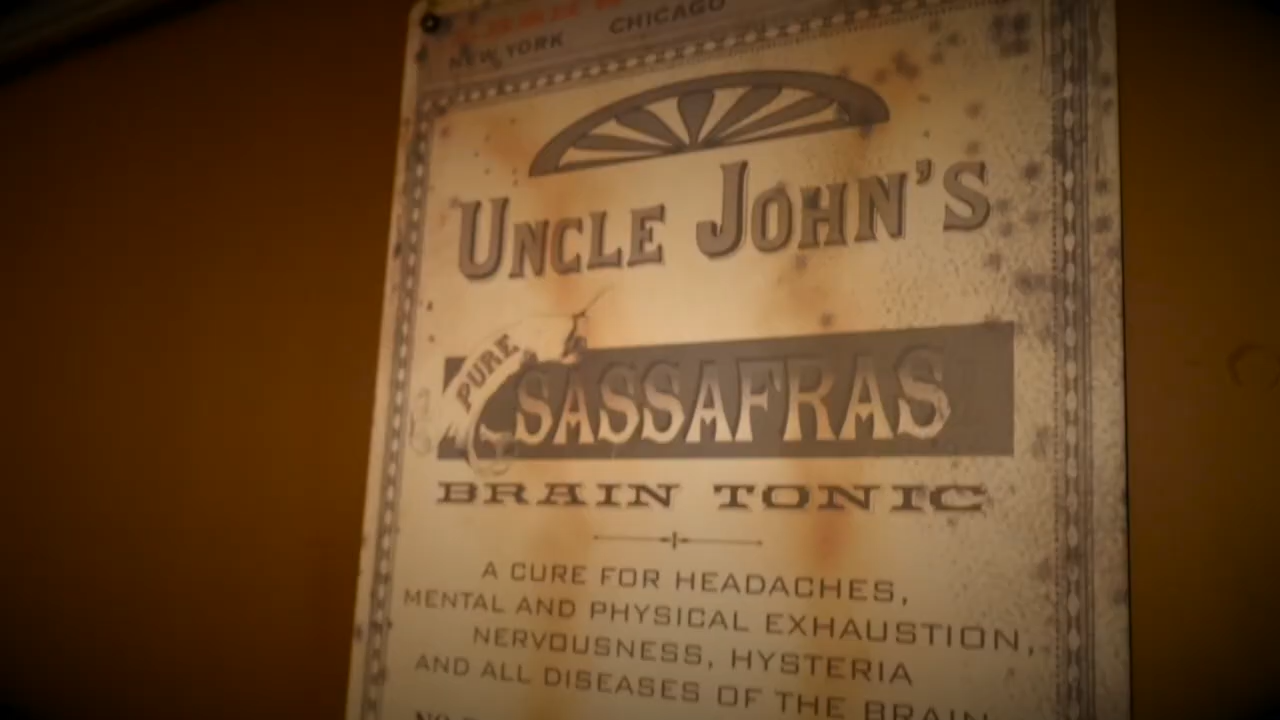 NEW YORK CHICAGO
UNCLE JOHN'S
PURE
SASSAFRAS
BRAIN TONIC
A CURE FOR HEADACHES,
MENTAL AND PHYSICAL EXHAUSTION,
NERVOUSNESS, HYSTERIA
AND ALL DISEASES OF THE BRAIN